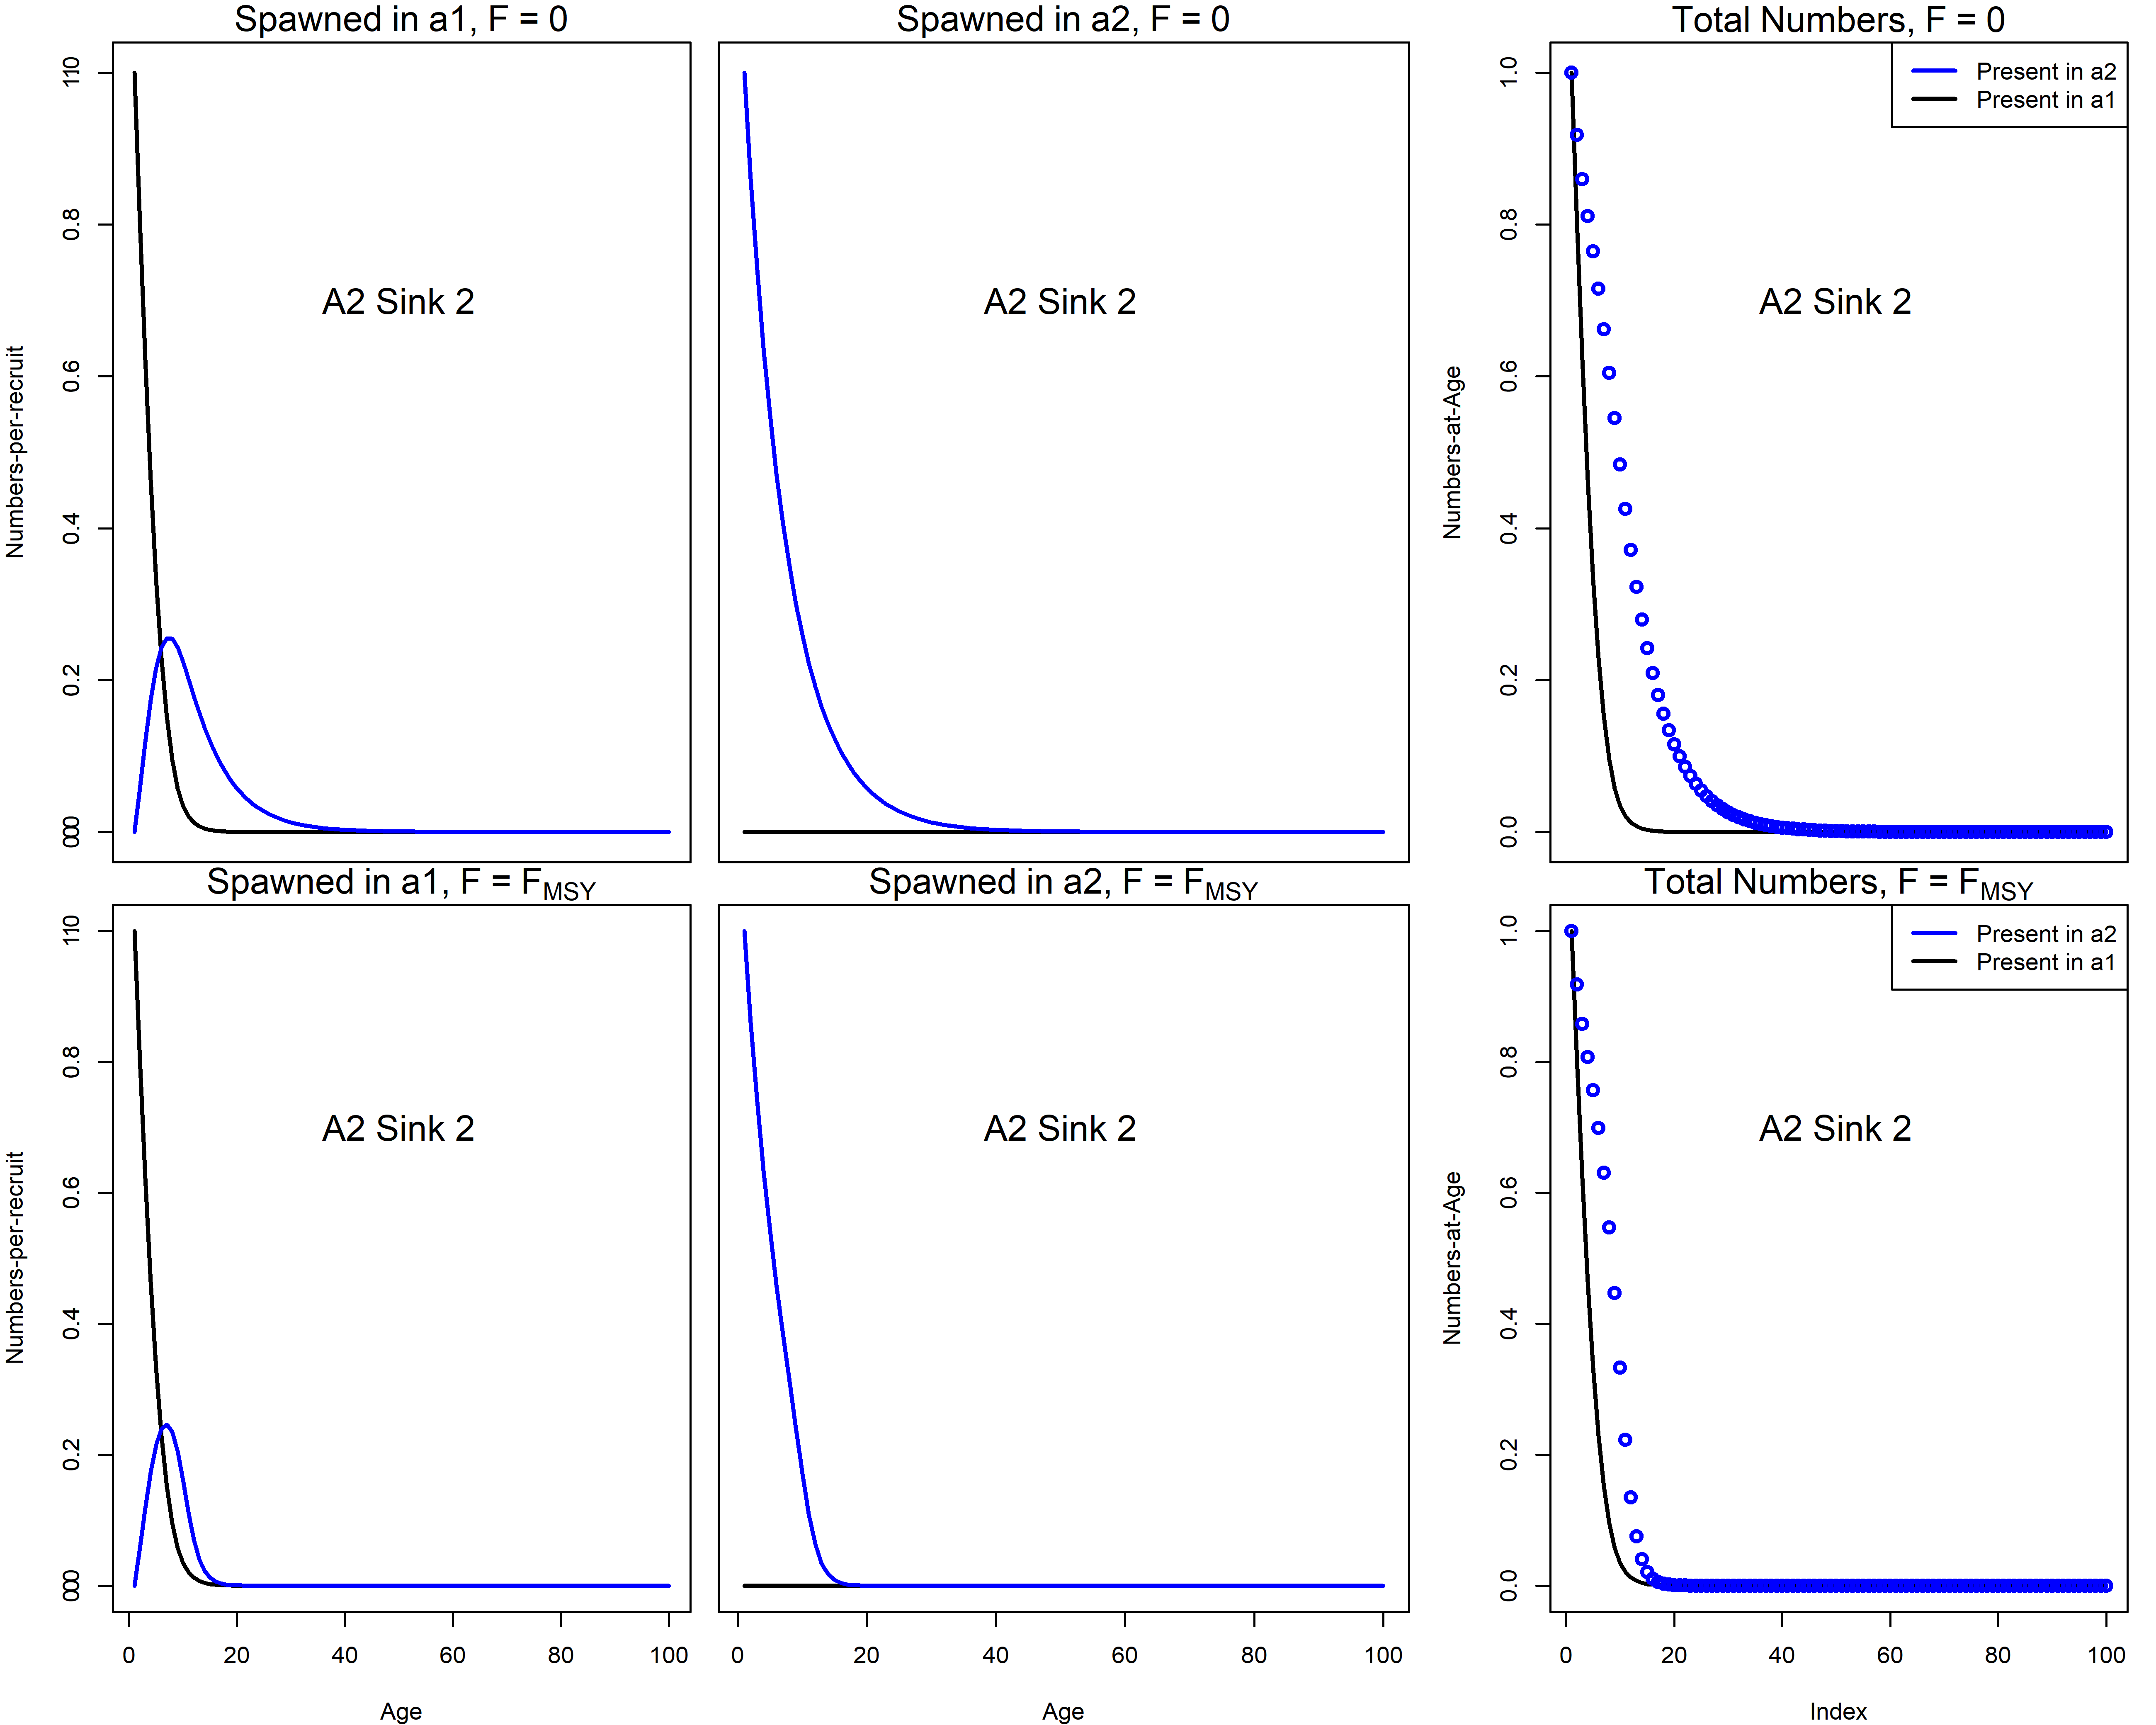 Spawned in a1, F = 0
Spawned in a2, F = 0
Total Numbers, F = 0
Numbers-per-recruit
000
0.2
0.4
0.6
0.8
110
A2 Sink 2
A2 Sink 2
Numbers-at-Age
0.0
0.2
0.4
0.6
0.8
1.0
Present in a2
Present in a1
A2 Sink 2
Spawned in a1, F = FMSY
Spawned in a2, F = FMSY
Total Numbers, F = FMSY
Numbers-per-recruit
000
0.2
0.4
0.6
0.8
110
A2 Sink 2
0 20 40 60 80 100
Age
A2 Sink 2
0 20 40 60 80 100
Age
Numbers-at-Age
0.0
0.2
0.4
0.6
0.8
1.0
Present in a2
Present in a1
A2 Sink 2
0 20 40 60 80 100
Index